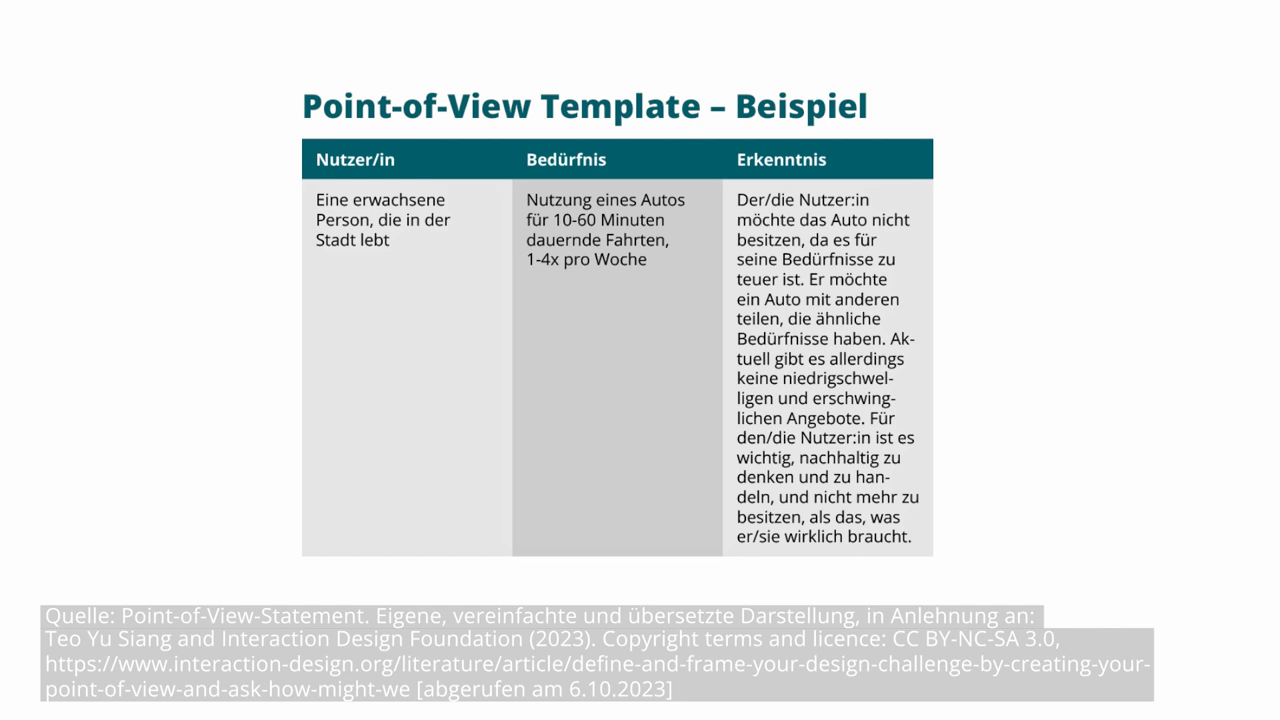 Point-of-View Template – Beispiel
Nutzer/in
Bedürfnis
Erkenntnis
Eine erwachsene
Person, die in der
Stadt lebt
Nutzung eines Autos
für 10-60 Minuten
dauernde Fahrten,
1-4x pro Woche
Der/die Nutzer:in
möchte das Auto nicht
besitzen, da es für
seine Bedürfnisse zu
teuer ist. Er möchte
ein Auto mit anderen
teilen, die ähnliche
Bedürfnisse haben. Ak-
tuell gibt es allerdings
keine niedrigschwel-
ligen und erschwing-
lichen Angebote. Für
den/die Nutzer:in ist es
wichtig, nachhaltig zu
denken und zu han-
deln, und nicht mehr zu
besitzen, als das, was
er/sie wirklich braucht.
Quelle: Point-of-View-Statement. Eigene, vereinfachte und übersetzte Darstellung, in Anlehnung an:
Teo Yu Siang and Interaction Design Foundation (2023). Copyright terms and licence: CC BY-NC-SA 3.0,
https://www.interaction-design.org/literature/article/define-and-frame-your-design-challenge-by-creating-your-
point-of-view-and-ask-how-might-we [abgerufen am 6.10.2023]